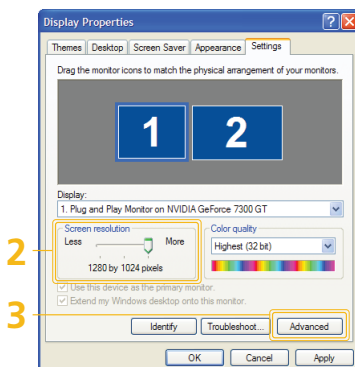 Display Properties
Themes Desktop Screen Saver Appearance Settings
Drag the monitor icons to match the physical arrangement of your monitors.
1 2
Display:
1. Plug and Play Monitor on NVIDIA GeForce 7300 GT
Screen resolution
Less More
1280 by 1024 pixels
Color quality
Highest (32 bit)
2
Use this device as the primary monitor.
Extend my Windows desktop onto this monitor.
3
Identify Troubleshoot... Advanced
OK Cancel Apply